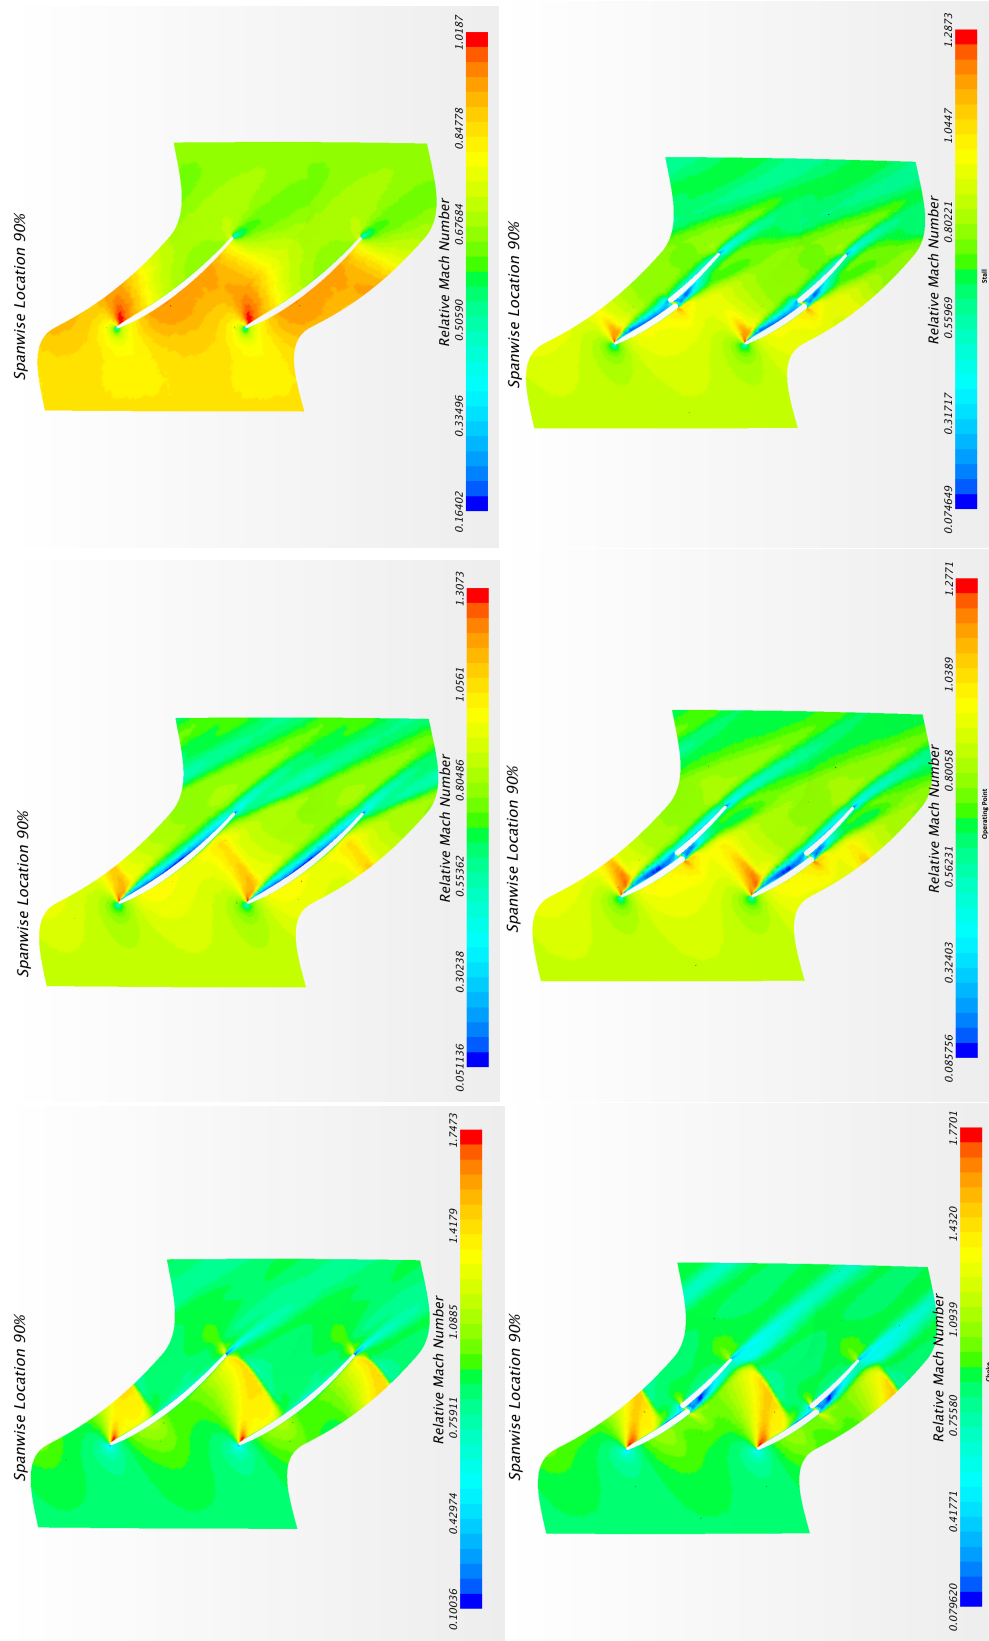 Spanwise Location 90%
Relative Mach Number
0.16402 0.33496 0.50590 0.67684 0.84778 1.0187
Spanwise Location 90%
Relative Mach Number
0.074649 0.31717 0.55969 0.80221 1.0447 1.2873
Stall
Spanwise Location 90%
Relative Mach Number
0.051136 0.30238 0.55362 0.80486 1.0561 1.3073
Spanwise Location 90%
Relative Mach Number
0.085756 0.32403 0.56231 0.80058 1.0389 1.2771
Operating Point
Spanwise Location 90%
Relative Mach Number
0.10036 0.42974 0.75911 1.0885 1.4179 1.7473
Spanwise Location 90%
Relative Mach Number
0.079620 0.41771 0.75580 1.0939 1.4320 1.7701